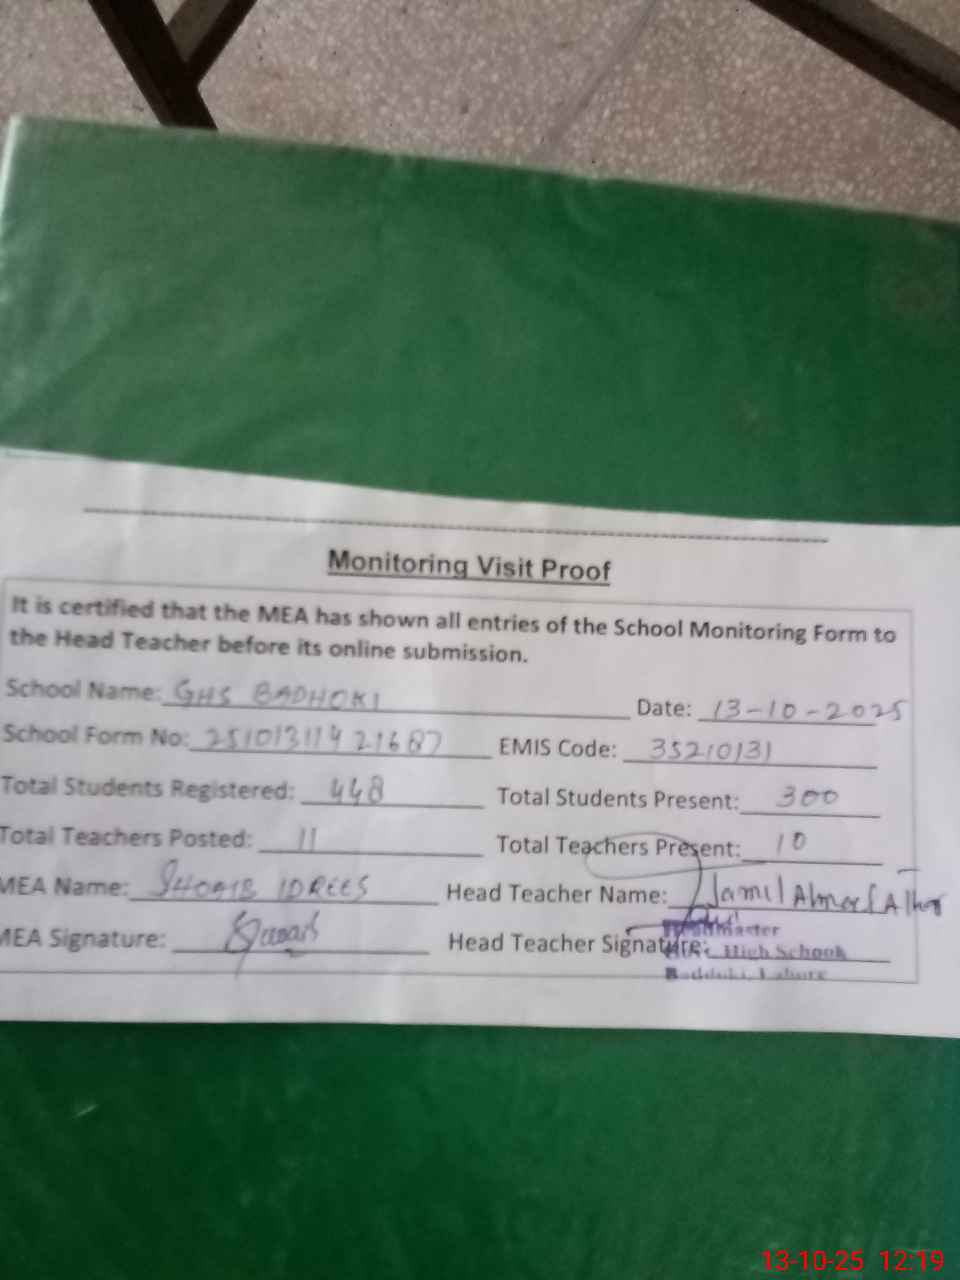 Monitoring Visit Proof
It is certified that the MEA has shown all entries of the School Monitoring Form to
the Head Teacher before its online submission.
School Name: GHS BADHOKI Date: 13-10-2025
School Form No: 25101311921687 EMIS Code: 35210131
Total Students Registered: 448 Total Students Present: 300
Total Teachers Posted: 11 Total Teachers Present: 10
MEA Name: SHOAIB IDREES Head Teacher Name: Jamil Ahmed
MEA Signature: Head Teacher Signature:
Headmaster
High School
Lahore
13-10-25 12:19